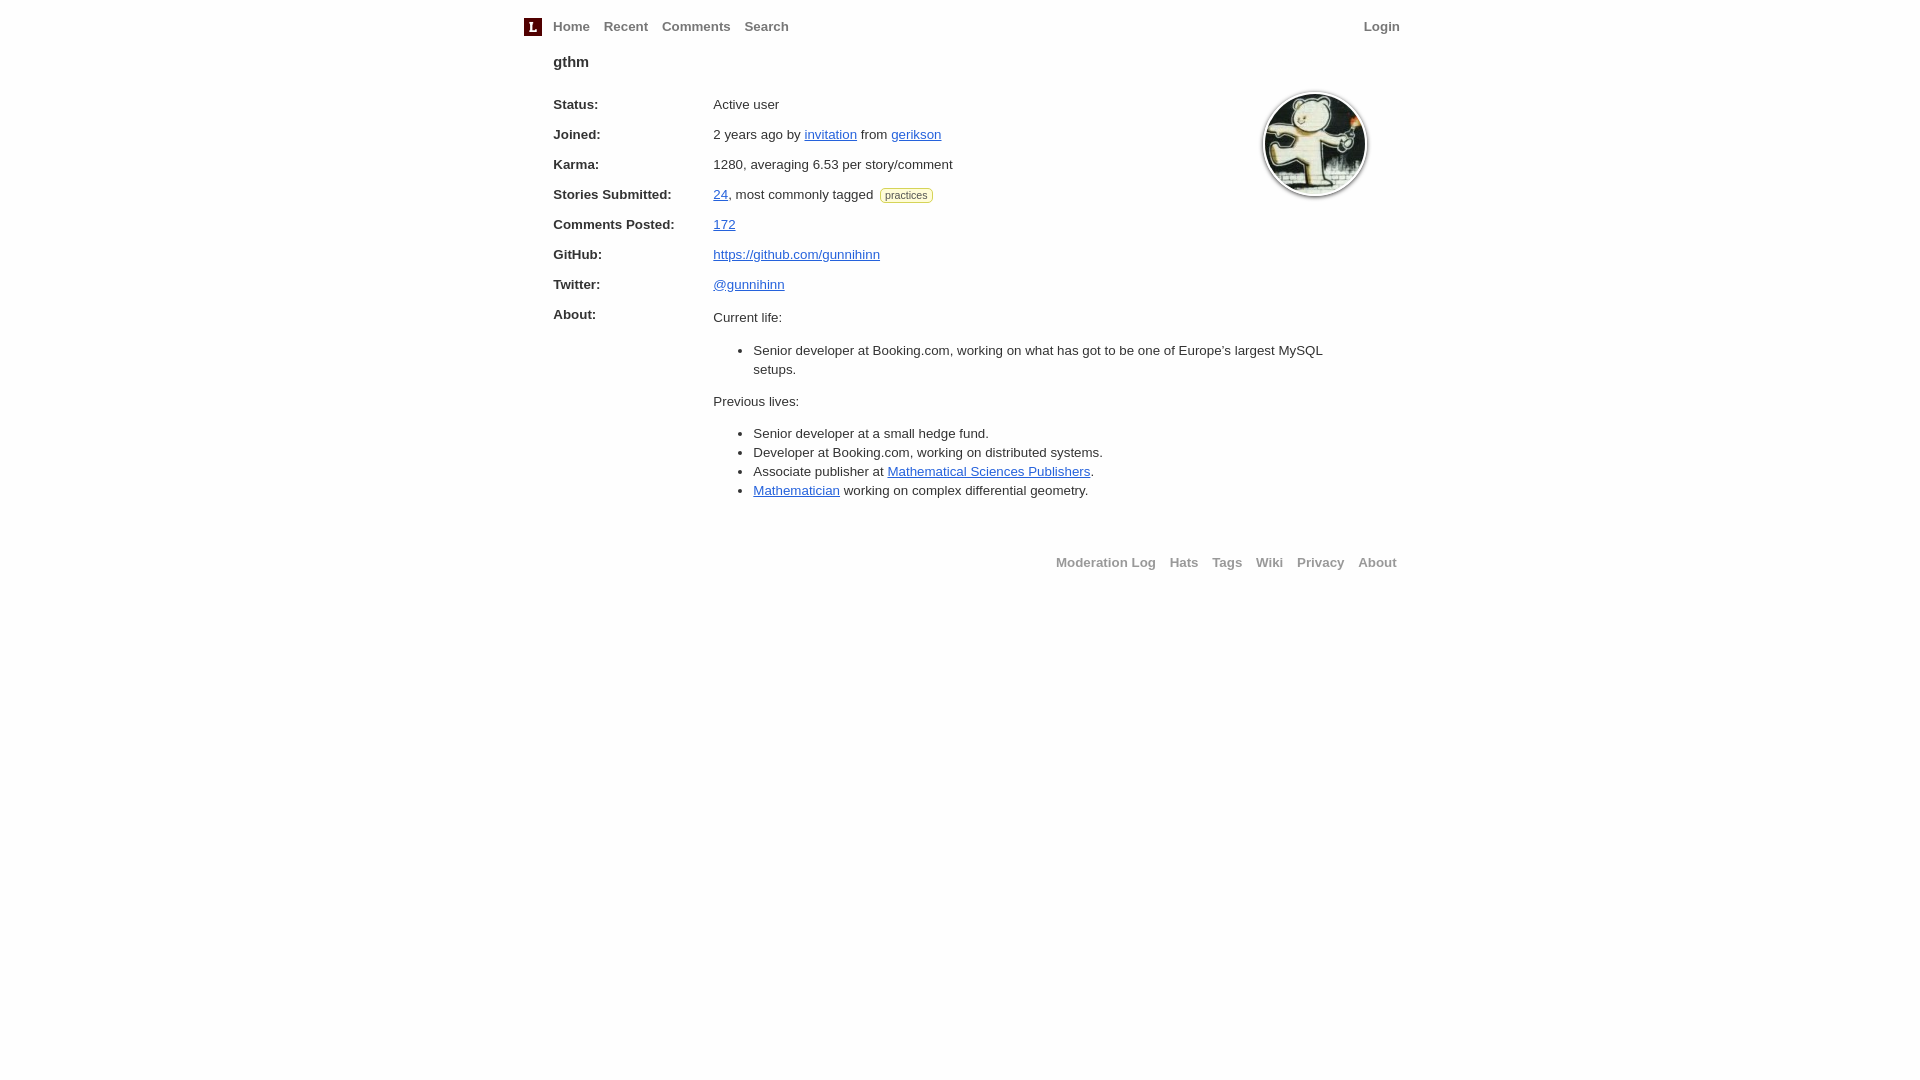 L Home Recent Comments Search Login
gthm
Status: Active user
Joined: 2 years ago by invitation from gerikson
Karma: 1280, averaging 6.53 per story/comment
Stories Submitted: 24, most commonly tagged practices
Comments Posted: 172
GitHub: https://github.com/gunnihinn
Twitter: @gunnihinn
About: Current life:
• Senior developer at Booking.com, working on what has got to be one of Europe’s largest MySQL
setups.
Previous lives:
• Senior developer at a small hedge fund.
• Developer at Booking.com, working on distributed systems.
• Associate publisher at Mathematical Sciences Publishers.
• Mathematician working on complex differential geometry.
Moderation Log Hats Tags Wiki Privacy About